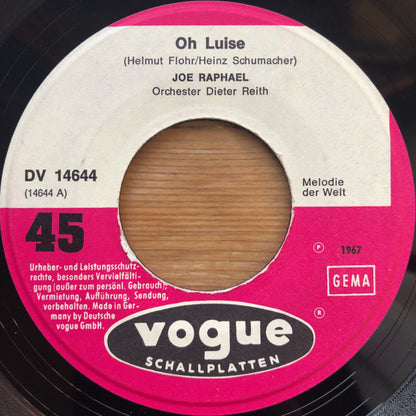 Oh Luise
(Helmut Flohr/Heinz Schumacher)
JOE RAPHAEL
Orchester Dieter Reith
DV 14644
(14644 A)
Melodie
der Welt
45
Ⓟ 1967
GEMA
Urheber- und Leistungsschutz-
rechte, besonders Vervielfälti-
gung (außer zum persönl. Gebrauch),
Vermietung, Aufführung, Sendung,
vorbehalten. Made in Ger-
many by Deutsche
vogue GmbH.
®
vogue
SCHALLPLATTEN